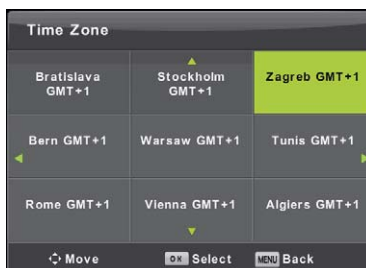 Time Zone
Bratislava
GMT+1
Stockholm
GMT+1
Zagreb GMT+1
Bern GMT+1
Warsaw GMT+1
Tunis GMT+1
Rome GMT+1
Vienna GMT+1
Algiers GMT+1
Move
OK Select
MENU Back